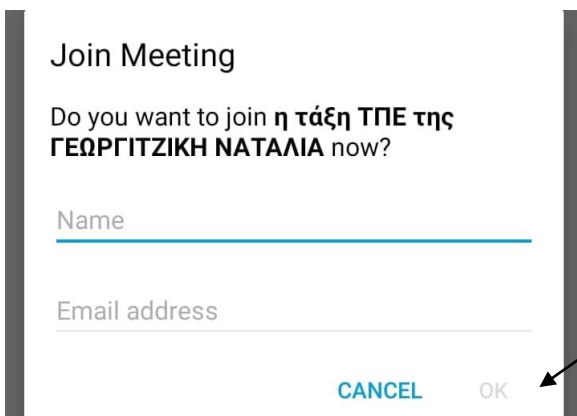 Join Meeting
Do you want to join η τάξη ΤΠΕ της
ΓΕΩΡΓΙΤΖΙΚΗ ΝΑΤΑΛΙΑ now?
Name
Email address
CANCEL OK